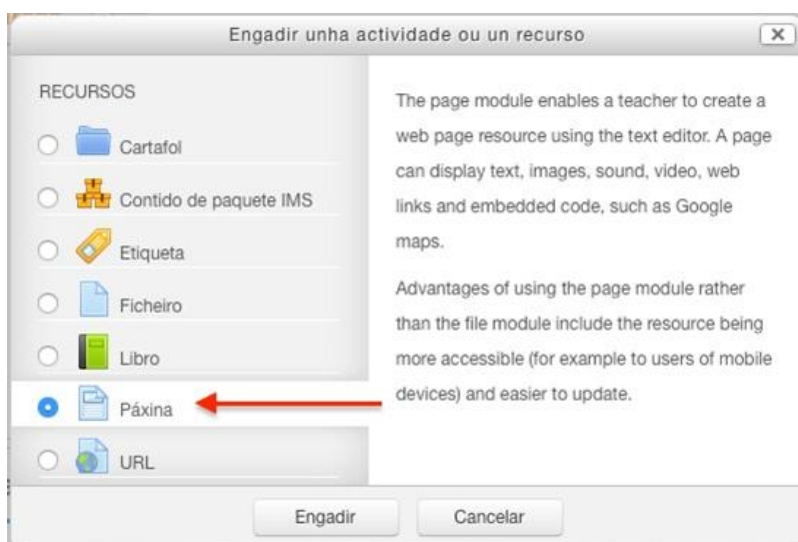 Engadir unha actividade ou un recurso
RECURSOS
Cartafol
Contido de paquete IMS
Etiqueta
Ficheiro
Libro
Páxina
URL
The page module enables a teacher to create a
web page resource using the text editor. A page
can display text, images, sound, video, web
links and embedded code, such as Google
maps.
Advantages of using the page module rather
than the file module include the resource being
more accessible (for example to users of mobile
devices) and easier to update.
Engadir
Cancelar